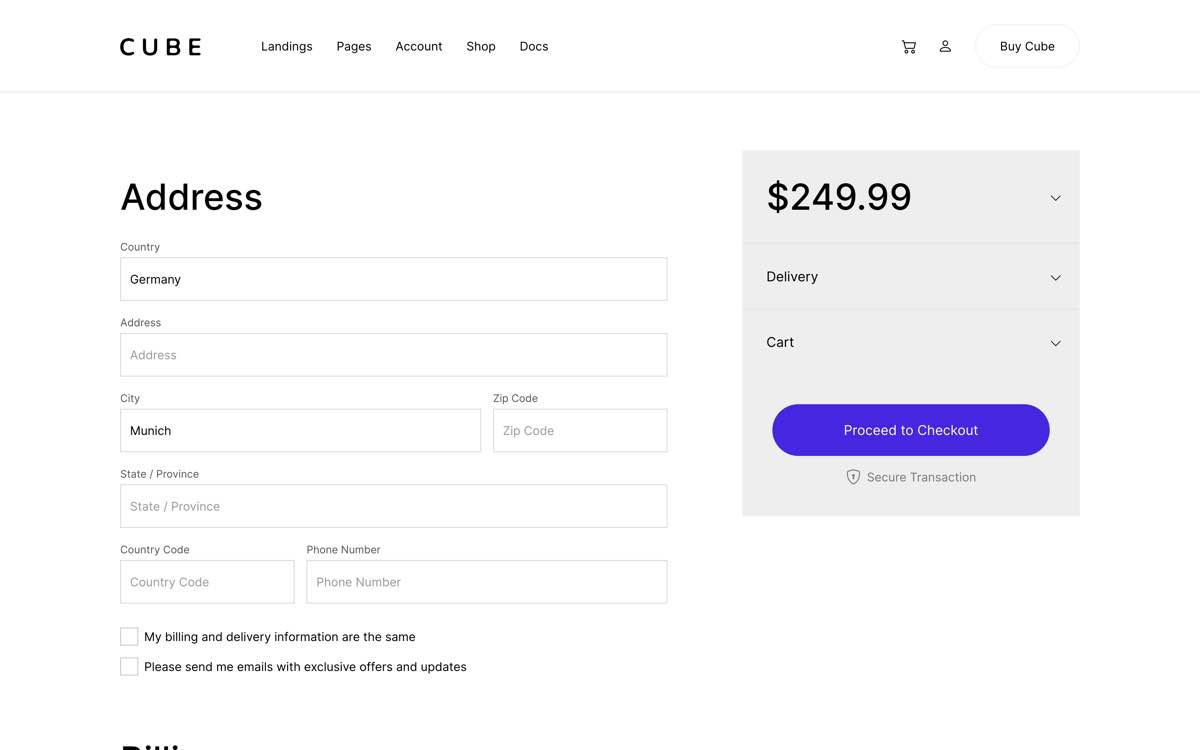 CUBE
Landings Pages Account Shop Docs
Buy Cube
Address
Country
Germany
Address
Address
City Zip Code
Munich Zip Code
State / Province
State / Province
Country Code Phone Number
Country Code Phone Number
My billing and delivery information are the same
Please send me emails with exclusive offers and updates
$249.99
Delivery
Cart
Proceed to Checkout
Secure Transaction